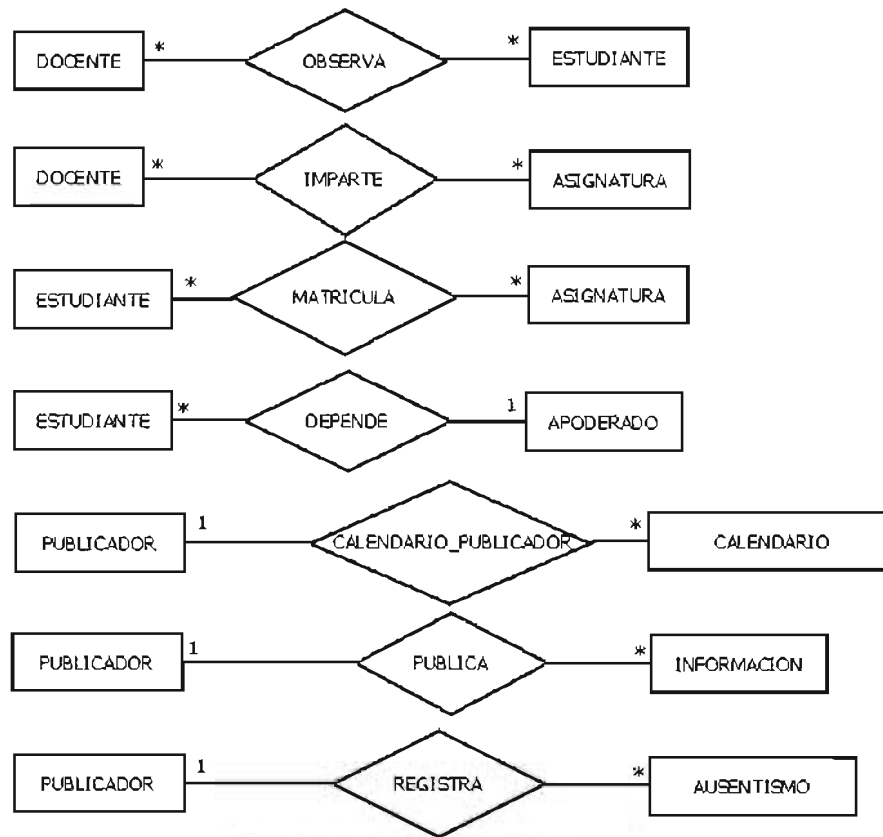 DOCENTE * OBSERVA * ESTUDIANTE
DOCENTE * IMPARTE * ASIGNATURA
ESTUDIANTE * MATRICULA * ASIGNATURA
ESTUDIANTE * DEPENDE 1 APODERADO
PUBLICADOR 1 CALENDARIO_PUBLICADOR * CALENDARIO
PUBLICADOR 1 PUBLICA * INFORMACION
PUBLICADOR 1 REGISTRA * AUSENTISMO